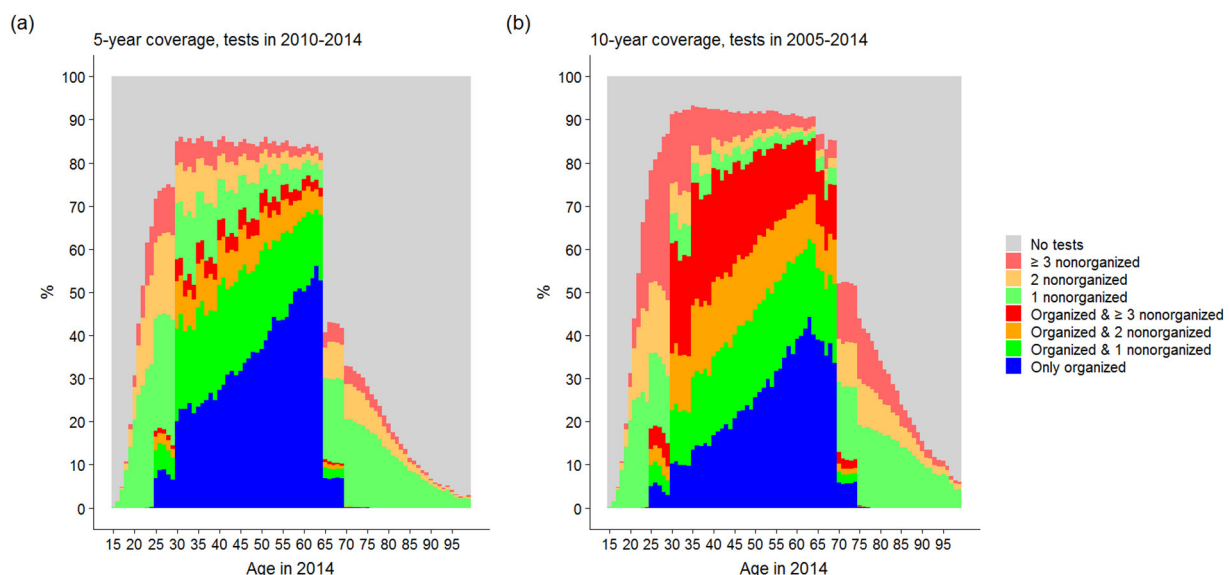 (a)
5-year coverage, tests in 2010-2014
100
90
80
70
60
50
40
30
20
10
0
%
15 20 25 30 35 40 45 50 55 60 65 70 75 80 85 90 95
Age in 2014
(b)
10-year coverage, tests in 2005-2014
100
90
80
70
60
50
40
30
20
10
0
%
15 20 25 30 35 40 45 50 55 60 65 70 75 80 85 90 95
Age in 2014
No tests
≥ 3 nonorganized
2 nonorganized
1 nonorganized
Organized & ≥ 3 nonorganized
Organized & 2 nonorganized
Organized & 1 nonorganized
Only organized